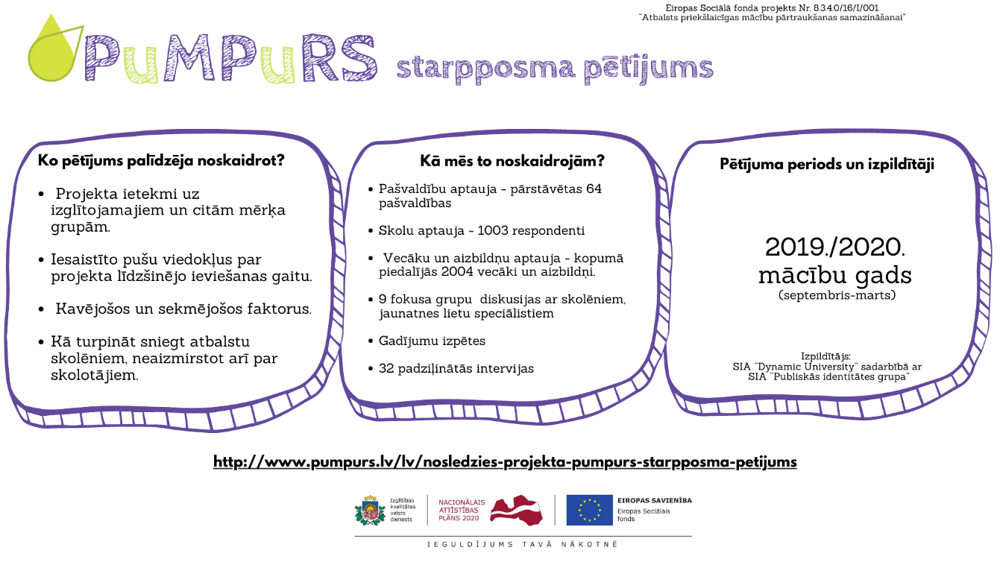 Eiropas Sociālā fonda projekts Nr. 8.3.4.0/16/I/001
“Atbalsts priekšlaicīgas mācību pārtraukšanas samazināšanai”
PuMPuRS starpposma pētījums
Ko pētījums palīdzēja noskaidrot?
• Projekta ietekmi uz
izglītojamajiem un citām mērķa
grupām.
• Iesaistīto pušu viedokļus par
projekta līdzšinējo ieviešanas gaitu.
• Kavējošos un sekmējošos faktorus.
• Kā turpināt sniegt atbalstu
skolēniem, neaizmirstot arī par
skolotājiem.
Kā mēs to noskaidrojām?
• Pašvaldību aptauja - pārstāvētas 64
pašvaldības
• Skolu aptauja - 1003 respondenti
• Vecāku un aizbildņu aptauja - kopumā
piedalījās 2004 vecāki un aizbildņi.
• 9 fokusa grupu diskusijas ar skolēniem,
jaunatnes lietu speciālistiem
• Gadījumu izpētes
• 32 padziļinātās intervijas
Pētījuma periods un izpildītāji
2019./2020.
mācību gads
(septembris-marts)
Izpildītājs:
SIA “Dynamic University” sadarbībā ar
SIA “Publiskās identitātes grupa”
http://www.pumpurs.lv/lv/nosledzies-projekta-pumpurs-starpposma-petijums
Izglītības
kvalitātes
valsts
dienests
NACIONĀLAIS
ATTĪSTĪBAS
PLĀNS 2020
EIROPAS SAVIENĪBA
Eiropas Sociālais
fonds
IEGULDĪJUMS TAVĀ NĀKOTNĒ